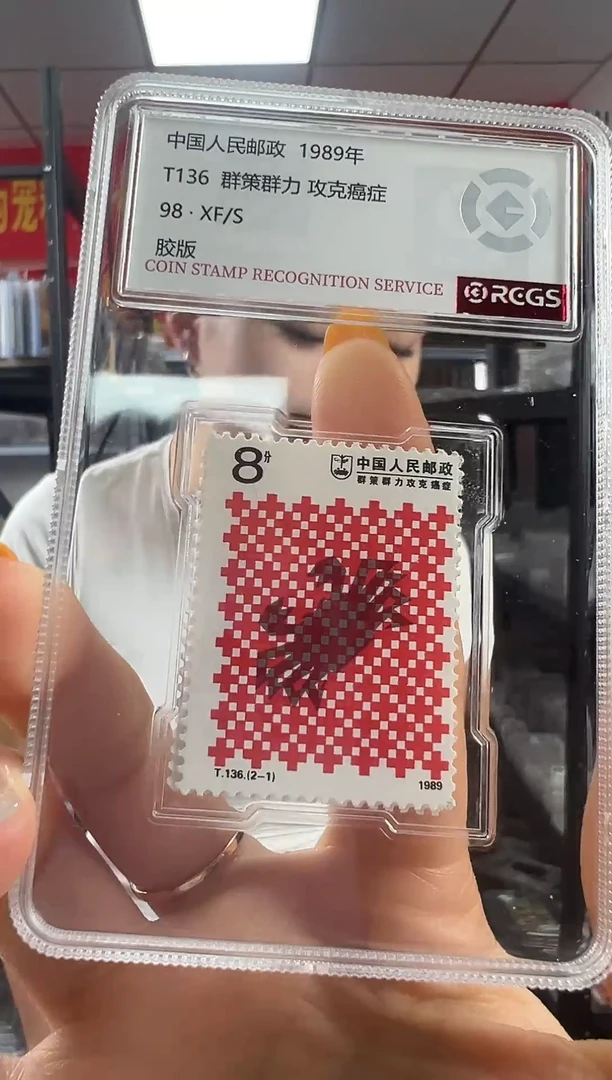 中国人民邮政 1989年
T136 群策群力 攻克癌症
98 · XF/S
胶版
COIN STAMP RECOGNITION SERVICE
RCGS
的宠
8分
中国人民邮政
群策群力攻克癌症
T.136.(2-1)
1989